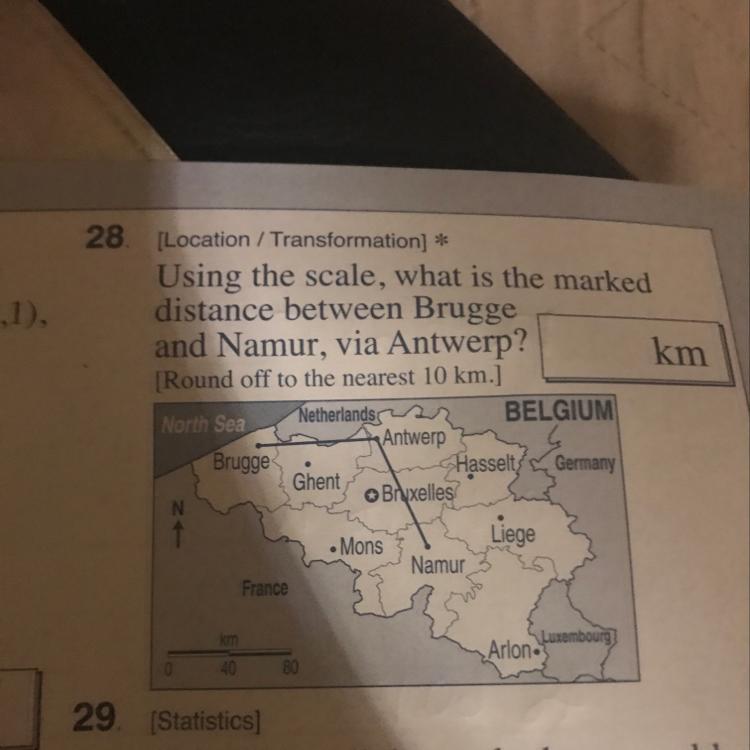 ,1),
28. [Location / Transformation] *
Using the scale, what is the marked
distance between Brugge
and Namur, via Antwerp?
km
[Round off to the nearest 10 km.]
North Sea
Netherlands
BELGIUM
Antwerp
Brugge
Ghent
Hasselt
Germany
Bruxelles
N
Liege
Mons
Namur
France
km
0 40 80
Arlon
Luxembourg
29. [Statistics]